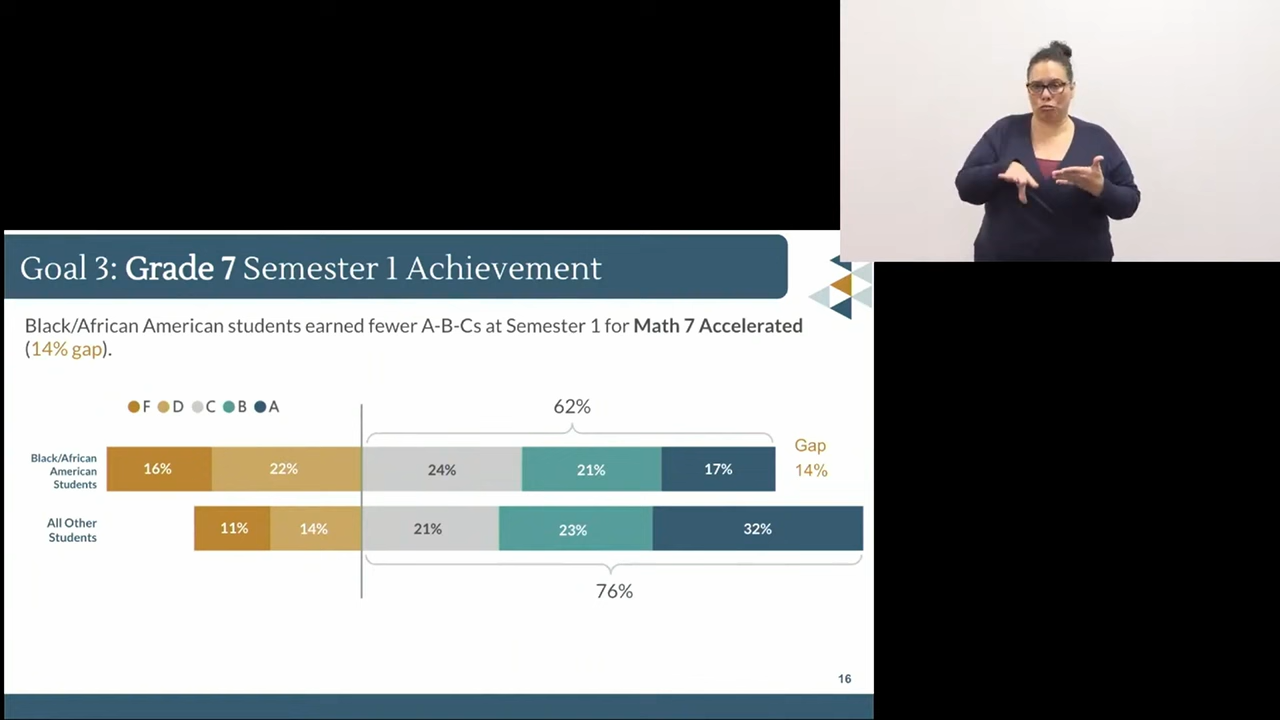 Goal 3: Grade 7 Semester 1 Achievement
Black/African American students earned fewer A-B-Cs at Semester 1 for Math 7 Accelerated
(14% gap).
F D C B A
62%
Black/African
American
Students
16% 22% 24% 21% 17%
Gap
14%
All Other
Students
11% 14% 21% 23% 32%
76%
16